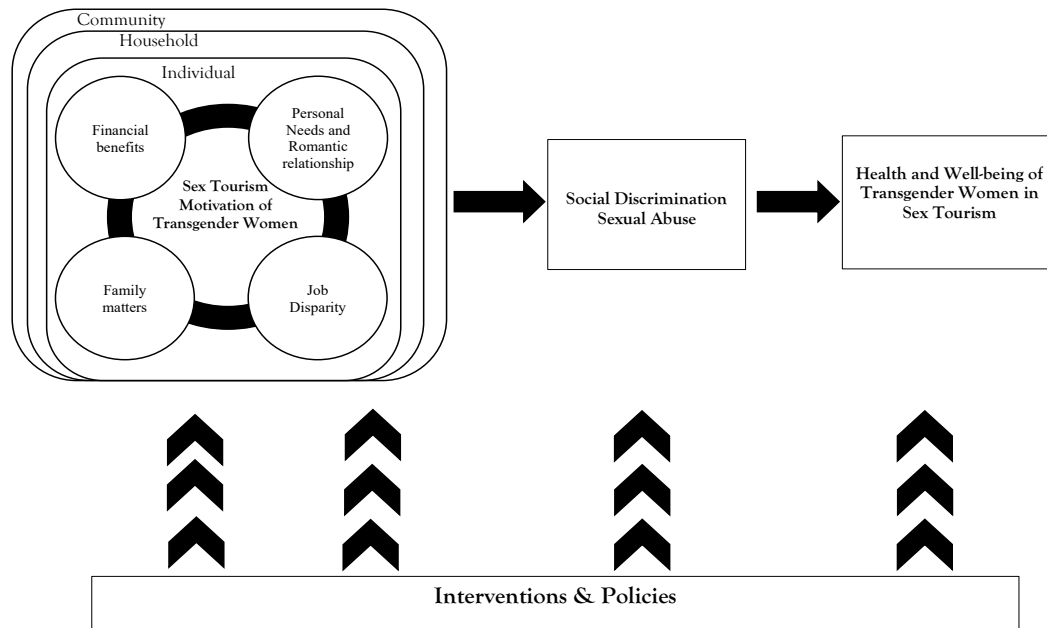 Community
Household
Individual
Financial
benefits
Personal
Needs and
Romantic
relationship
Sex Tourism
Motivation of
Transgender Women
Family
matters
Job
Disparity
Social Discrimination
Sexual Abuse
Health and Well-being of
Transgender Women in
Sex Tourism
Interventions & Policies